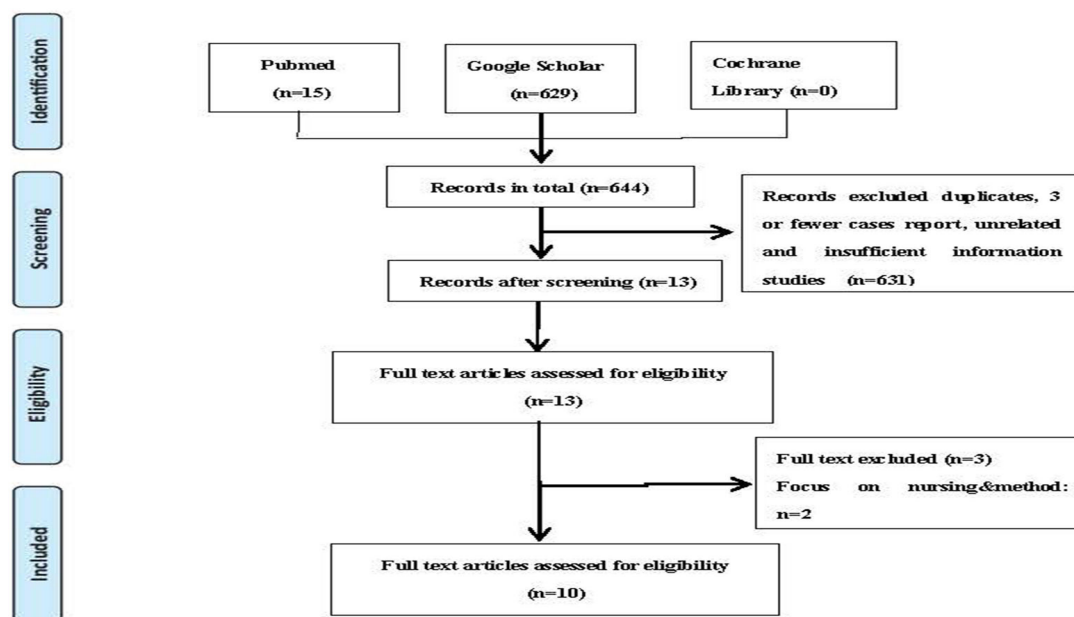 Identification
Pubmed
(n=15)
Google Scholar
(n=629)
Cochrane
Library (n=0)
Screening
Records in total (n=644)
Records excluded duplicates, 3
or fewer cases report, unrelated
and insufficient information
studies (n=631)
Records after screening (n=13)
Eligibility
Full text articles assessed for eligibility
(n=13)
Full text excluded (n=3)
Focus on nursing&method:
n=2
Included
Full text articles assessed for eligibility
(n=10)